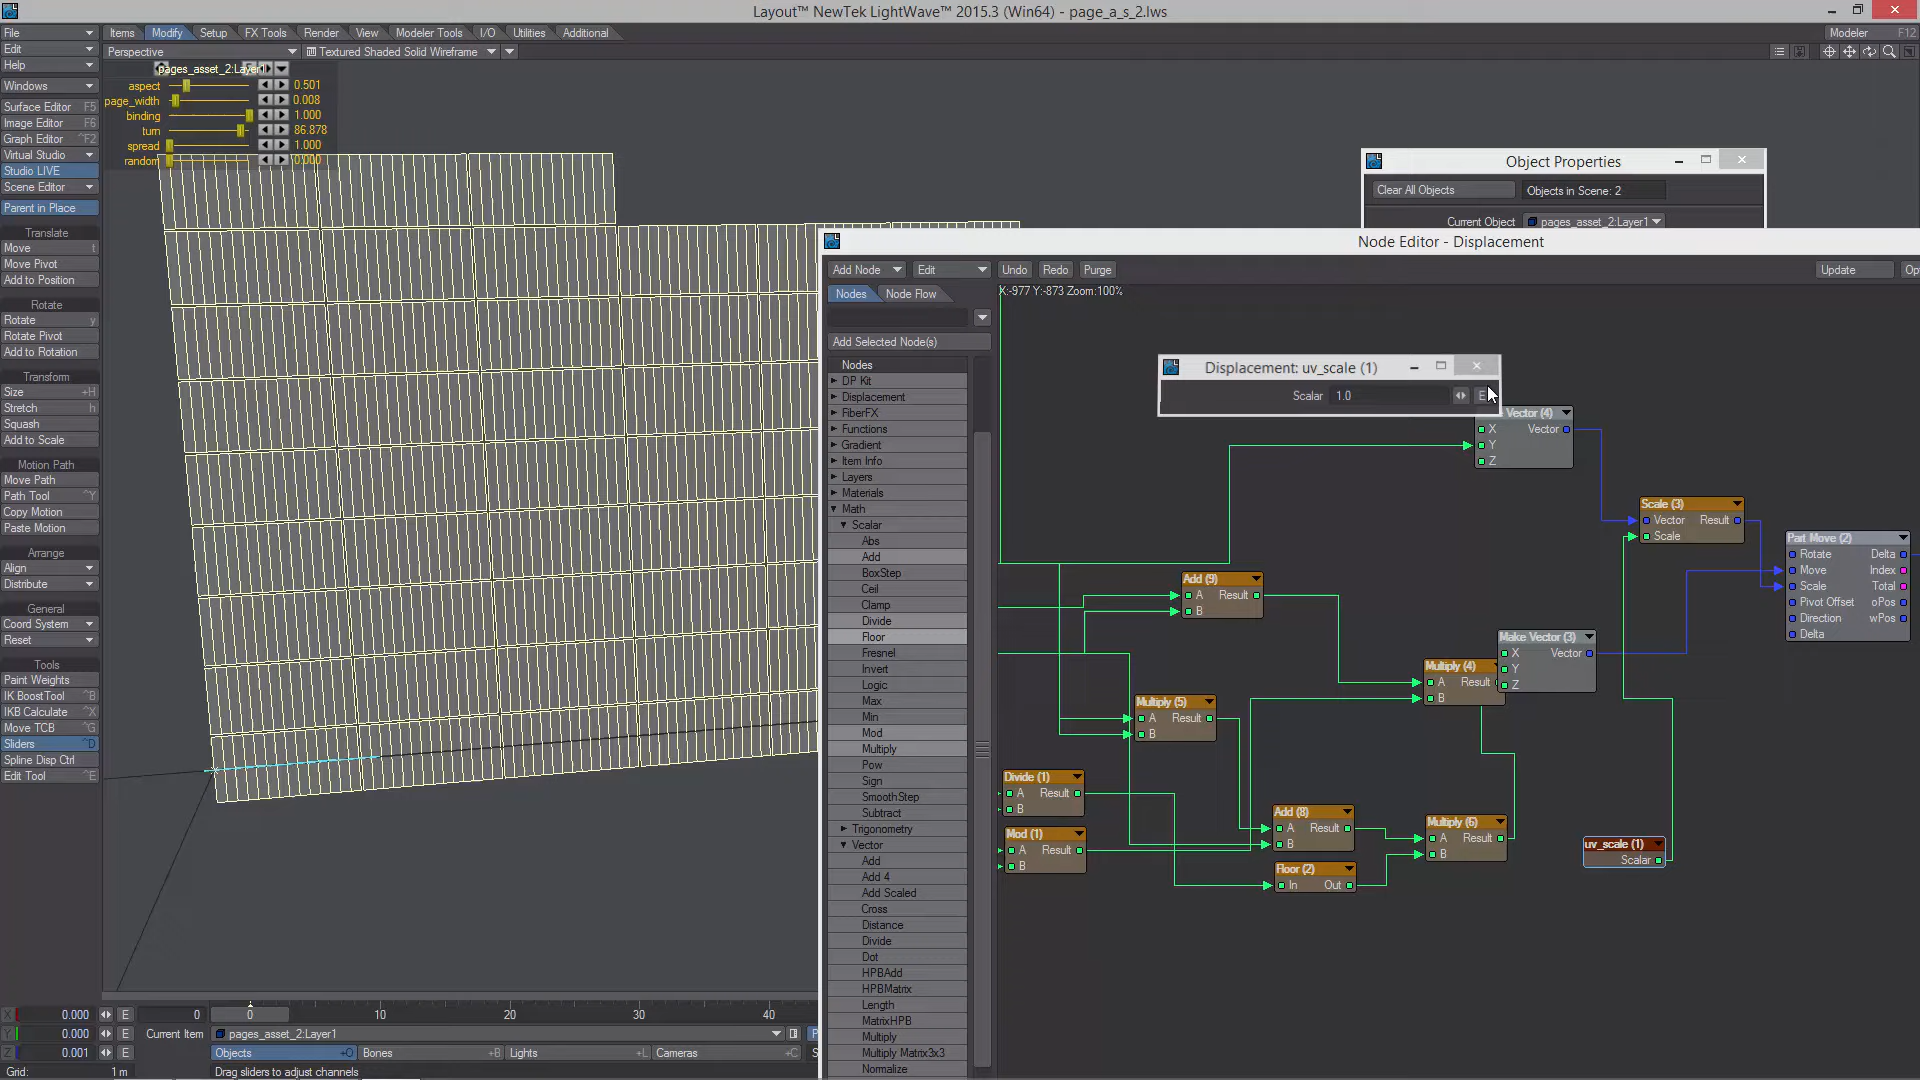 Layout™ NewTek LightWave™ 2015.3 (Win64) - page_a_s_2.lws
File
Items
Modify
Setup
FX Tools
Render
View
Modeler Tools
I/O
Utilities
Additional
Modeler F12
Edit
Perspective
Textured Shaded Solid Wireframe
Help
pages_asset_2:Layer1
Windows
aspect 0.501
page_width 0.008
binding 1.000
turn 86.878
spread 1.000
random 0.000
Surface Editor F5
Image Editor F6
Graph Editor ^F2
Virtual Studio
Studio LIVE
Scene Editor
Parent in Place
Translate
Move t
Move Pivot
Add to Position
Rotate
Rotate y
Rotate Pivot
Add to Rotation
Transform
Size +H
Stretch h
Squash
Add to Scale
Motion Path
Move Path
Path Tool ^Y
Copy Motion
Paste Motion
Arrange
Align
Distribute
General
Coord System
Reset
Tools
Paint Weights
IK BoostTool ^B
IKB Calculate ^X
Move TCB ^G
Sliders ^D
Spline Disp Ctrl
Edit Tool ^E
Object Properties
Clear All Objects
Objects in Scene: 2
Current Object pages_asset_2:Layer1
Node Editor - Displacement
Add Node
Edit
Undo
Redo
Purge
Update
Nodes
Node Flow
X:-977 Y:-873 Zoom:100%
Add Selected Node(s)
Nodes
DP Kit
Displacement
FiberFX
Functions
Gradient
Item Info
Layers
Materials
Math
Scalar
Abs
Add
BoxStep
Ceil
Clamp
Divide
Floor
Fresnel
Invert
Logic
Max
Min
Mod
Multiply
Pow
Sign
SmoothStep
Subtract
Trigonometry
Vector
Add
Add 4
Add Scaled
Cross
Distance
Divide
Dot
HPBAdd
HPBMatrix
Length
MatrixHPB
Multiply
Multiply Matrix3x3
Normalize
Displacement: uv_scale (1)
Scalar 1.0 E
Vector (4)
X Vector
Y
Z
Scale (3)
Vector Result
Scale
Part Move (2)
Rotate Delta
Move Index
Scale Total
Pivot Offset oPos
Direction wPos
Delta
Add (9)
A Result
B
Make Vector (3)
X Vector
Y
Z
Multiply (4)
A Result
B
Multiply (5)
A Result
B
Divide (1)
A Result
B
Mod (1)
A Result
B
Add (8)
A Result
B
Multiply (6)
A Result
B
Floor (2)
In Out
uv_scale (1)
Scalar
0 10 20 30 40
X 0.000 E 0 0
Y 0.000 E Current Item pages_asset_2:Layer1
Z 0.001 E Objects +O Bones +B Lights +L Cameras +C
Grid: 1 m Drag sliders to adjust channels